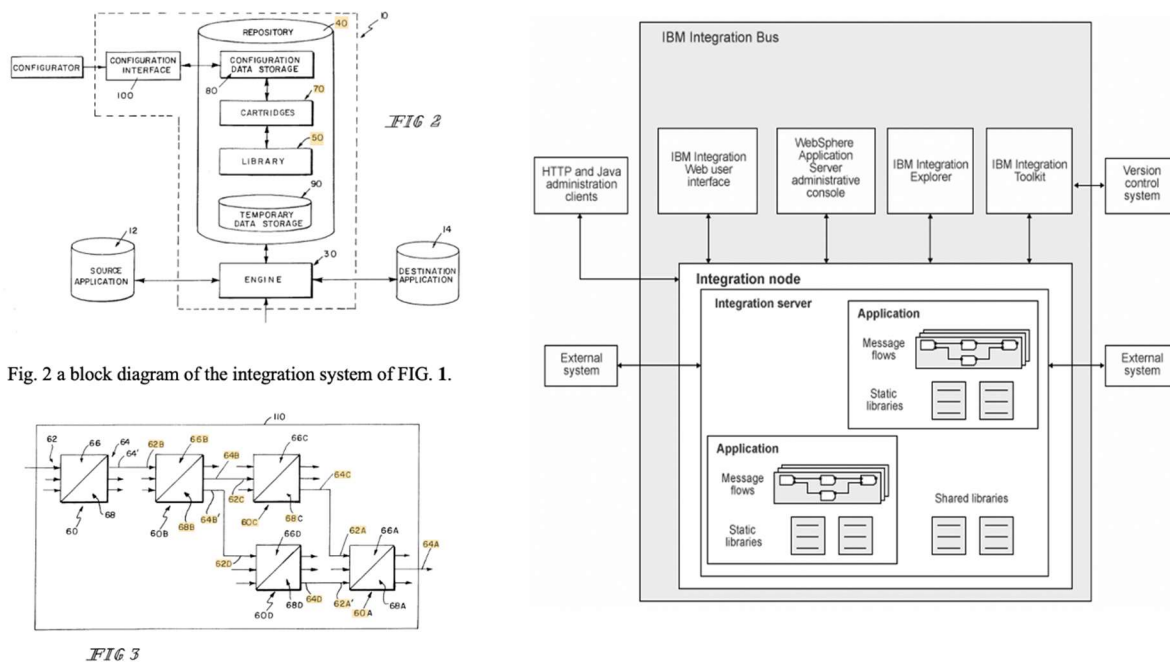 REPOSITORY
40
10
CONFIGURATOR
CONFIGURATION
INTERFACE
100
CONFIGURATION
DATA STORAGE
80
70
CARTRIDGES
FIG 2
50
LIBRARY
90
TEMPORARY
DATA STORAGE
12
14
30
SOURCE
APPLICATION
ENGINE
DESTINATION
APPLICATION
Fig. 2 a block diagram of the integration system of FIG. 1.
110
62
66
64
64'
62B
66B
64B
66C
64C
62C
60
68
60B
68B
64B'
60C
68C
62A
66D
66A
64A
62D
60D
68D
64D
62A'
60A
68A
FIG 3
IBM Integration Bus
HTTP and Java
administration
clients
IBM Integration
Web user
interface
WebSphere
Application
Server
administrative
console
IBM Integration
Explorer
IBM Integration
Toolkit
Version
control
system
Integration node
Integration server
Application
Message
flows
Static
libraries
External
system
External
system
Application
Message
flows
Static
libraries
Shared libraries